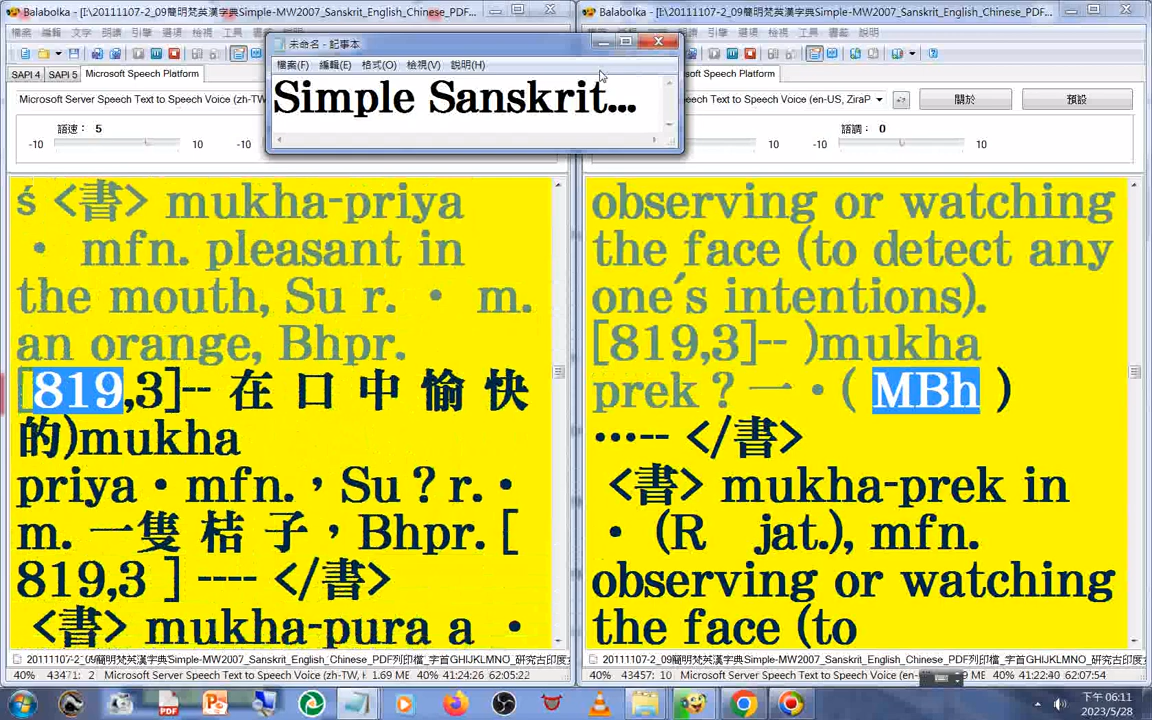 Balabolka - [I:\20111107-2_09簡明梵英漢字典Simple-MW2007_Sanskrit_English_Chinese_PDF...
Balabolka - [I:\20111107-2_09簡明梵英漢字典Simple-MW2007_Sanskrit_English_Chinese_PDF...
檔案 編輯 文字 朗讀 引擎 選項
書籤 說明
未命名 - 記事本
檔案(F) 編輯(E) 格式(O) 檢視(V) 說明(H)
Simple Sanskrit...
SAPI 4 SAPI 5 Microsoft Speech Platform
Speech Platform
Microsoft Server Speech Text to Speech Voice (zh-TW
ech Text to Speech Voice (en-US, ZiraP
關於
預設
語速： 5
語調： 0
-10 10 -10
10 -10 10
ś <書> mukha-priya
• mfn. pleasant in
the mouth, Su r. • m.
an orange, Bhpr.
[819,3]-- 在 口 中 愉 快
的)mukha
priya•mfn.，Su？r.•
m. 一隻 桔 子，Bhpr. [
819,3 ] ---- </書>
<書> mukha-pura a •
observing or watching
the face (to detect any
one′s intentions).
[819,3]-- )mukha
prek？一•( MBh )
…-- </書>
<書> mukha-prek in
• (R jat.), mfn.
observing or watching
the face (to
20111107-2_09簡明梵英漢字典Simple-MW2007_Sanskrit_English_Chinese_PDF列印檔_字首GHIJKLMNO_研究古印度
20111107-2_09簡明梵英漢字典Simple-MW2007_Sanskrit_English_Chinese_PDF列印檔_字首GHIJKLMNO_研究古印度
40% 43471: 2 Microsoft Server Speech Text to Speech Voice (zh-TW, 1.69 ME 40% 41:24:26 62:05:22
40% 43457: 10 Microsoft Server Speech Text to Speech Voice 40% 41:22:40 62:07:54
下午 06:11
2023/5/28